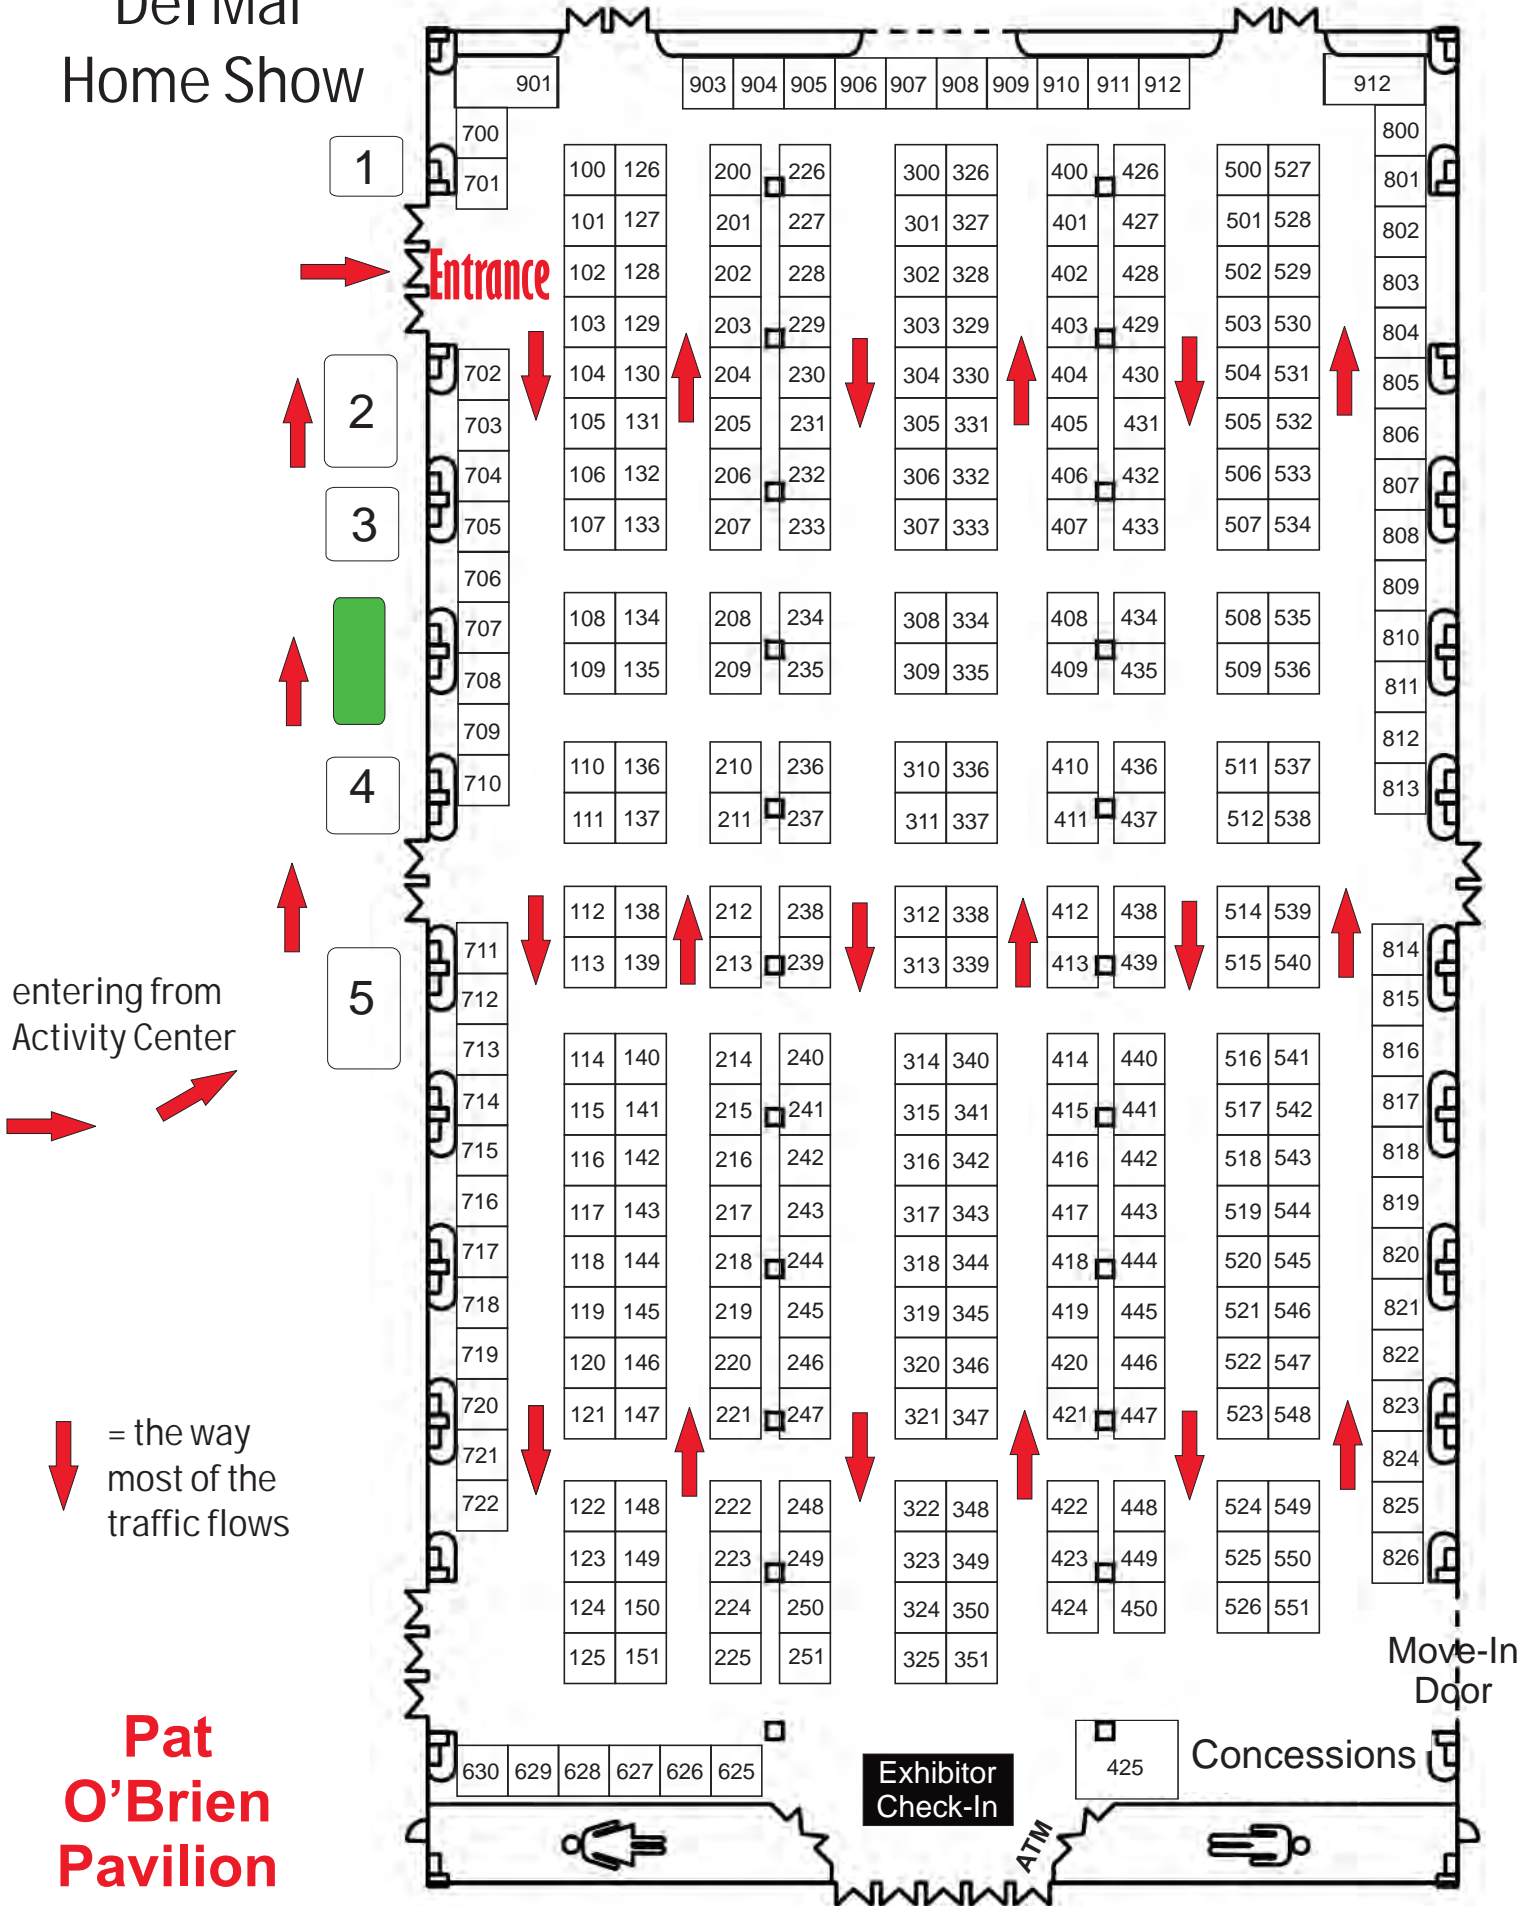 Del Mar
Home Show
901
903 904 905 906 907 908 909 910 911 912
912
700
800
1
701
801
100 126 200 226 300 326 400 426 500 527
101 127 201 227 301 327 401 427 501 528
802
Entrance
102 128 202 228 302 328 402 428 502 529
803
103 129 203 229 303 329 403 429 503 530
804
2
702
104 130 204 230 304 330 404 430 504 531
805
703
105 131 205 231 305 331 405 431 505 532
806
704
106 132 206 232 306 332 406 432 506 533
807
3
705
107 133 207 233 307 333 407 433 507 534
808
706
809
707
108 134 208 234 308 334 408 434 508 535
810
708
109 135 209 235 309 335 409 435 509 536
811
709
812
4
710
110 136 210 236 310 336 410 436 511 537
813
111 137 211 237 311 337 411 437 512 538
112 138 212 238 312 338 412 438 514 539
711
814
113 139 213 239 313 339 413 439 515 540
5
712
815
entering from
Activity Center
713
114 140 214 240 314 340 414 440 516 541
816
714
115 141 215 241 315 341 415 441 517 542
817
715
116 142 216 242 316 342 416 442 518 543
818
716
117 143 217 243 317 343 417 443 519 544
819
717
118 144 218 244 318 344 418 444 520 545
820
718
119 145 219 245 319 345 419 445 521 546
821
719
120 146 220 246 320 346 420 446 522 547
822
720
121 147 221 247 321 347 421 447 523 548
823
721
824
= the way
most of the
traffic flows
722
122 148 222 248 322 348 422 448 524 549
825
123 149 223 249 323 349 423 449 525 550
826
124 150 224 250 324 350 424 450 526 551
125 151 225 251 325 351
Move-In
Door
Pat
O’Brien
Pavilion
630 629 628 627 626 625
Exhibitor
Check-In
425
Concessions
ATM